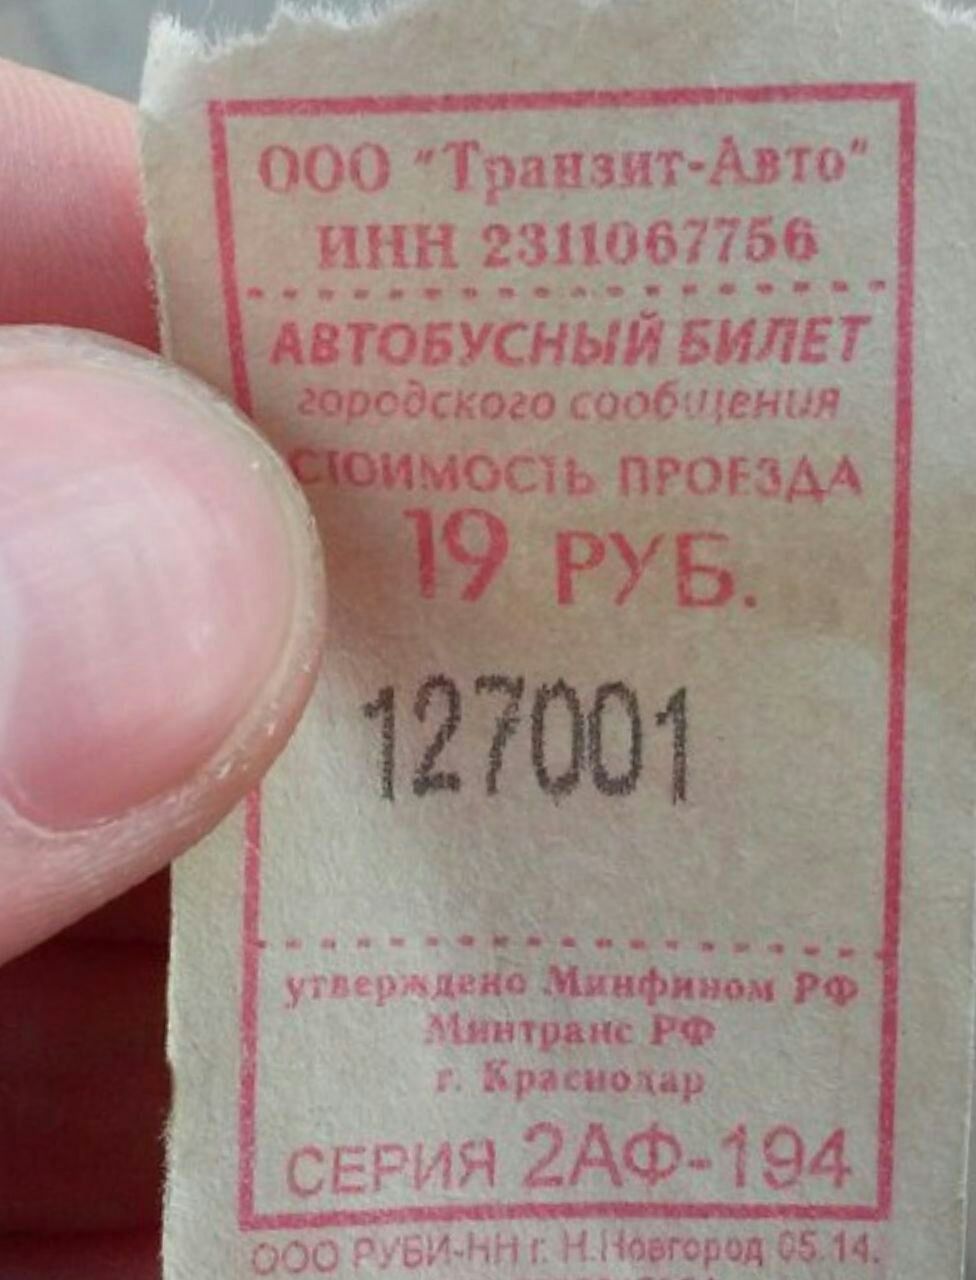 ООО "Транзит-Авто"
ИНН 2311067756
АВТОБУСНЫЙ БИЛЕТ
городского сообщения
СТОИМОСТЬ ПРОЕЗДА
19 РУБ.
127001
утверждено Минфином РФ
Минтранс РФ
г. Краснодар
СЕРИЯ 2АФ-194
ООО РУБИ-НН г. Н.Новгород 05.14.